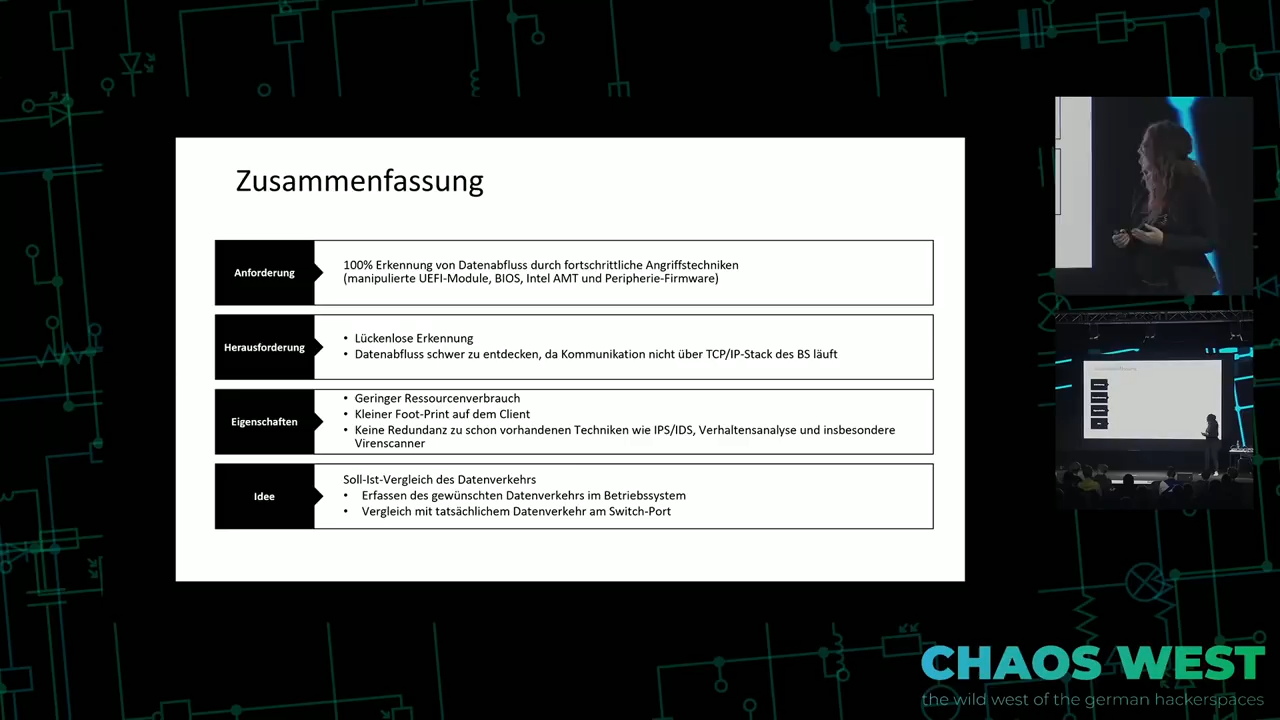 Zusammenfassung
Anforderung
100% Erkennung von Datenabfluss durch fortschrittliche Angriffstechniken
(manipulierte UEFI-Module, BIOS, Intel AMT und Peripherie-Firmware)
Herausforderung
• Lückenlose Erkennung
• Datenabfluss schwer zu entdecken, da Kommunikation nicht über TCP/IP-Stack des BS läuft
Eigenschaften
• Geringer Ressourcenverbrauch
• Kleiner Foot-Print auf dem Client
• Keine Redundanz zu schon vorhandenen Techniken wie IPS/IDS, Verhaltensanalyse und insbesondere
Virenscanner
Idee
Soll-Ist-Vergleich des Datenverkehrs
• Erfassen des gewünschten Datenverkehrs im Betriebssystem
• Vergleich mit tatsächlichem Datenverkehr am Switch-Port
CHAOS WEST
the wild west of the german hackerspaces